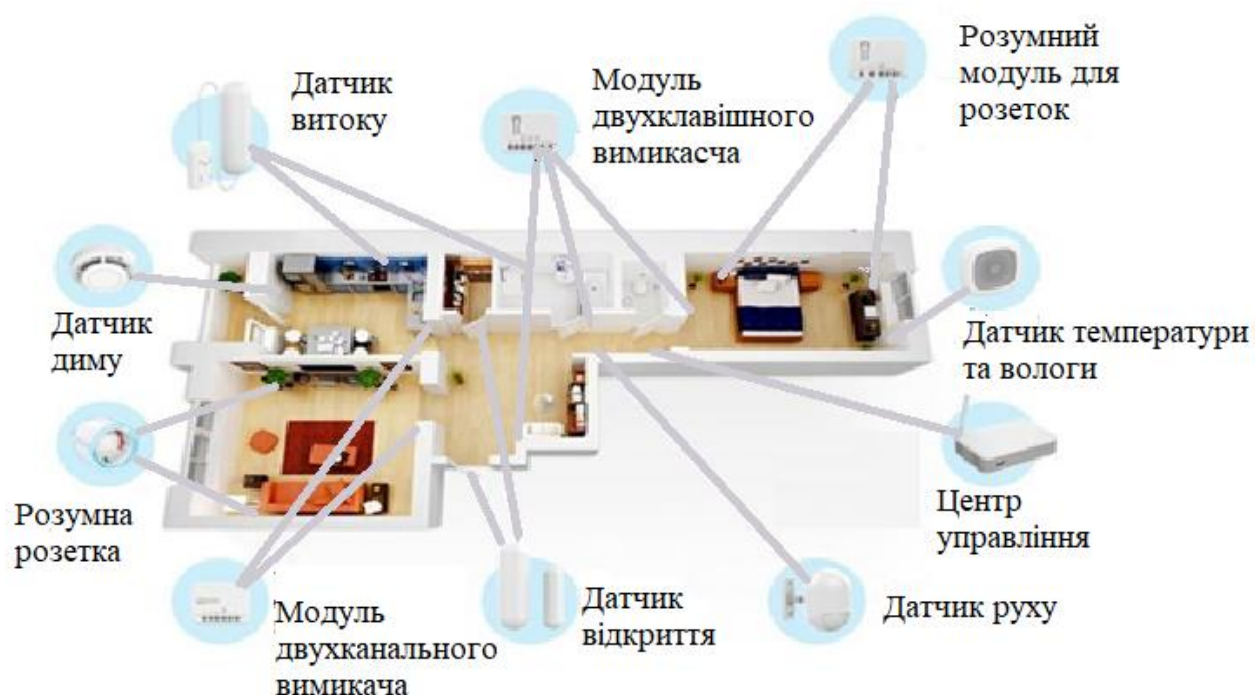 Датчик
витоку
Модуль
двухклавішного
вимикасча
Розумний
модуль для
розеток
Датчик
диму
Датчик температури
та вологи
Розумна
розетка
Центр
управління
Модуль
двухканального
вимикача
Датчик
відкриття
Датчик руху